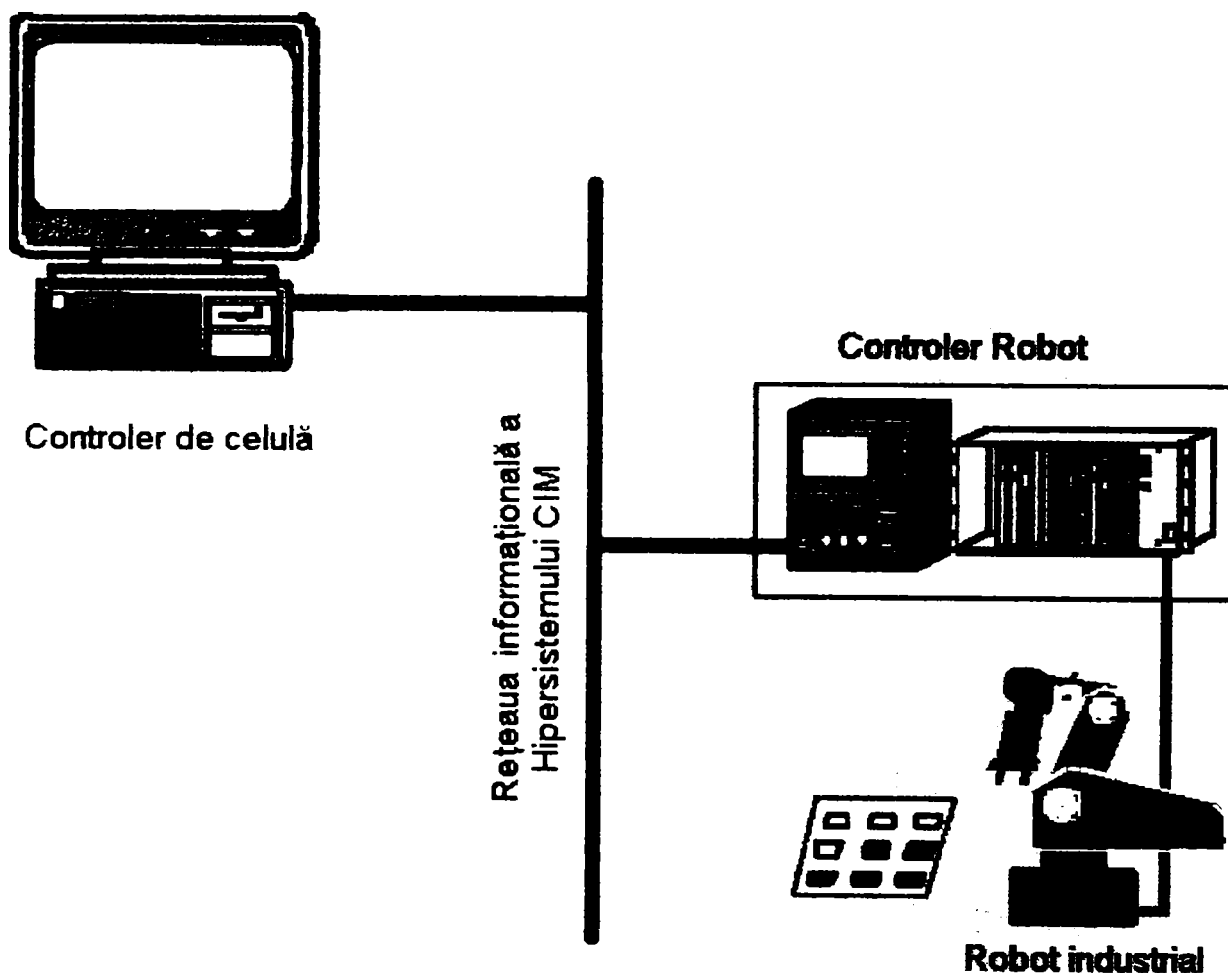 Controler Robot
Controler de celulă
Rețeaua informațională a
Hipersistemului CIM
Robot industrial